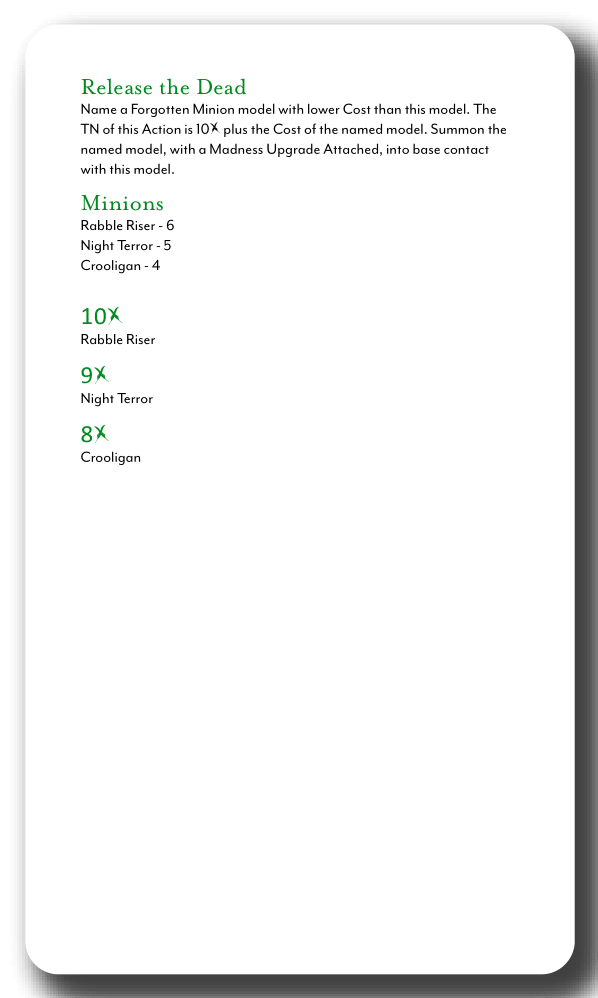 Release the Dead
Name a Forgotten Minion model with lower Cost than this model. The
TN of this Action is 10 plus the Cost of the named model. Summon the
named model, with a Madness Upgrade Attached, into base contact
with this model.
Minions
Rabble Riser - 6
Night Terror - 5
Crooligan - 4
10
Rabble Riser
9
Night Terror
8
Crooligan